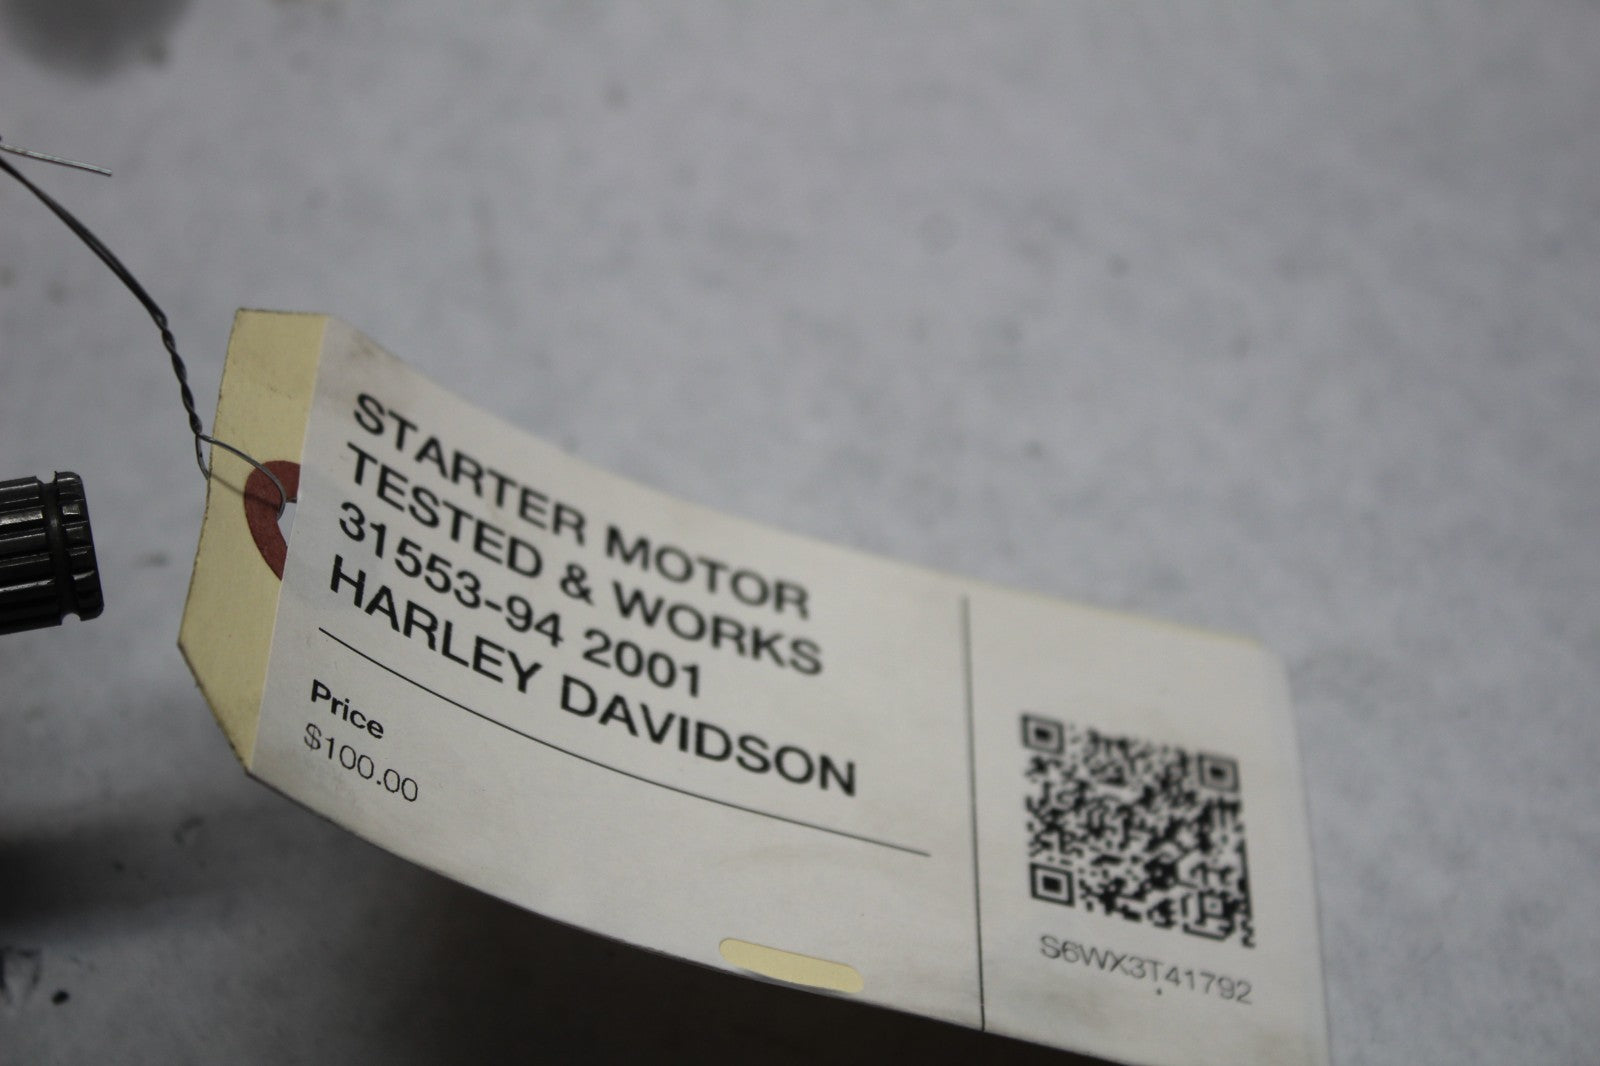 STARTER MOTOR
TESTED & WORKS
31553-94 2001
HARLEY DAVIDSON
Price
$100.00
S6WX3T41792